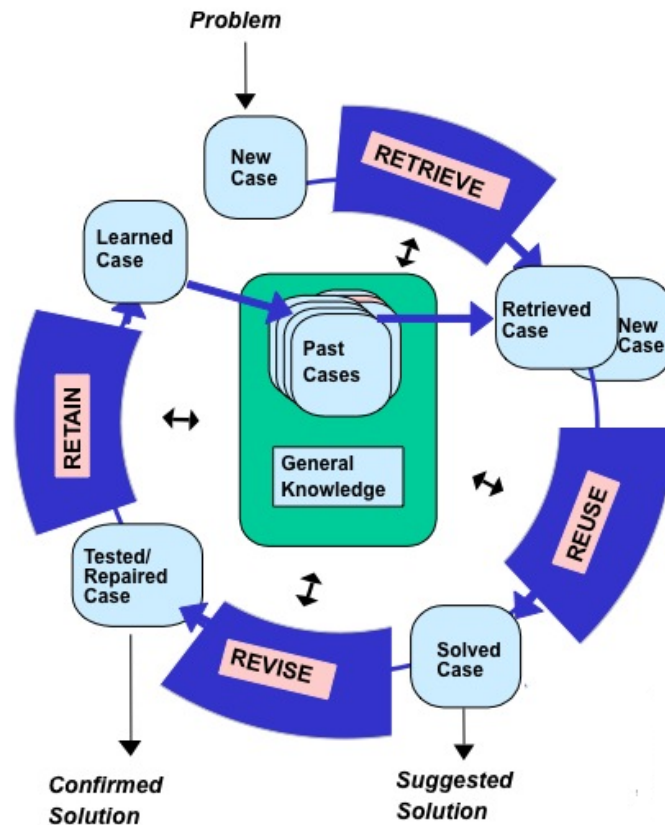 Problem
New
Case
RETRIEVE
Learned
Case
Retrieved
Case
New
Case
Past
Cases
RETAIN
General
Knowledge
REUSE
Tested/
Repaired
Case
REVISE
Solved
Case
Confirmed
Solution
Suggested
Solution